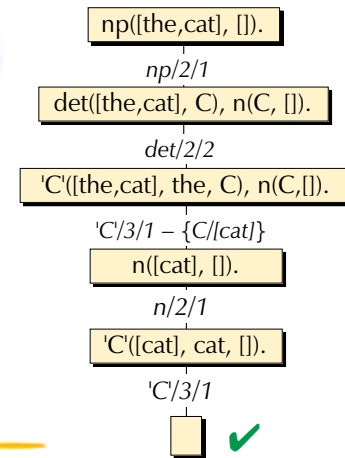 np([the,cat], []).
np/2/1
det([the,cat], C), n(C, []).
det/2/2
'C'([the,cat], the, C), n(C,[]).
'C'/3/1 – {C/[cat]}
n([cat], []).
n/2/1
'C'([cat], cat, []).
'C'/3/1